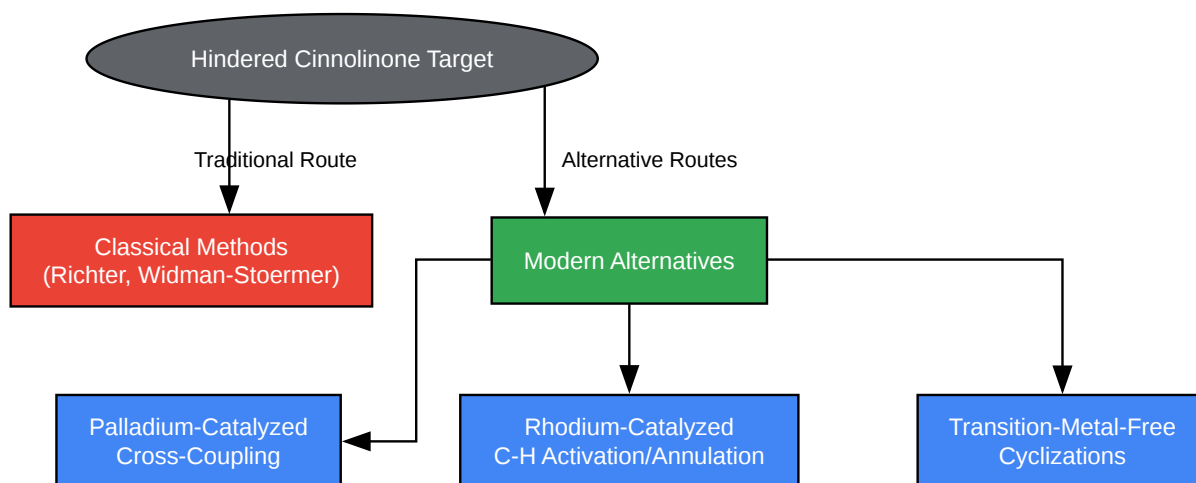 Hindered Cinnolinone Target
Traditional Route
Alternative Routes
Classical Methods
(Richter, Widman-Stoermer)
Modern Alternatives
Palladium-Catalyzed
Cross-Coupling
Rhodium-Catalyzed
C-H Activation/Annulation
Transition-Metal-Free
Cyclizations